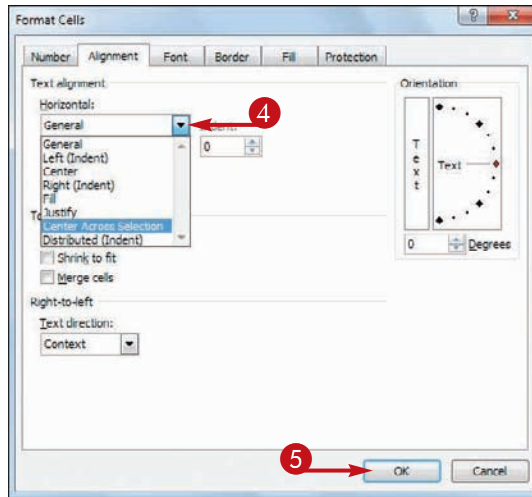 Format Cells
Number Alignment Font Border Fill Protection
Text alignment
Horizontal:
General
General
Left (Indent)
Center
Right (Indent)
Fill
Justify
Center Across Selection
Distributed (Indent)
4
0
Shrink to fit
Merge cells
Right-to-left
Text direction:
Context
Orientation
Text
Text
0 Degrees
5
OK Cancel